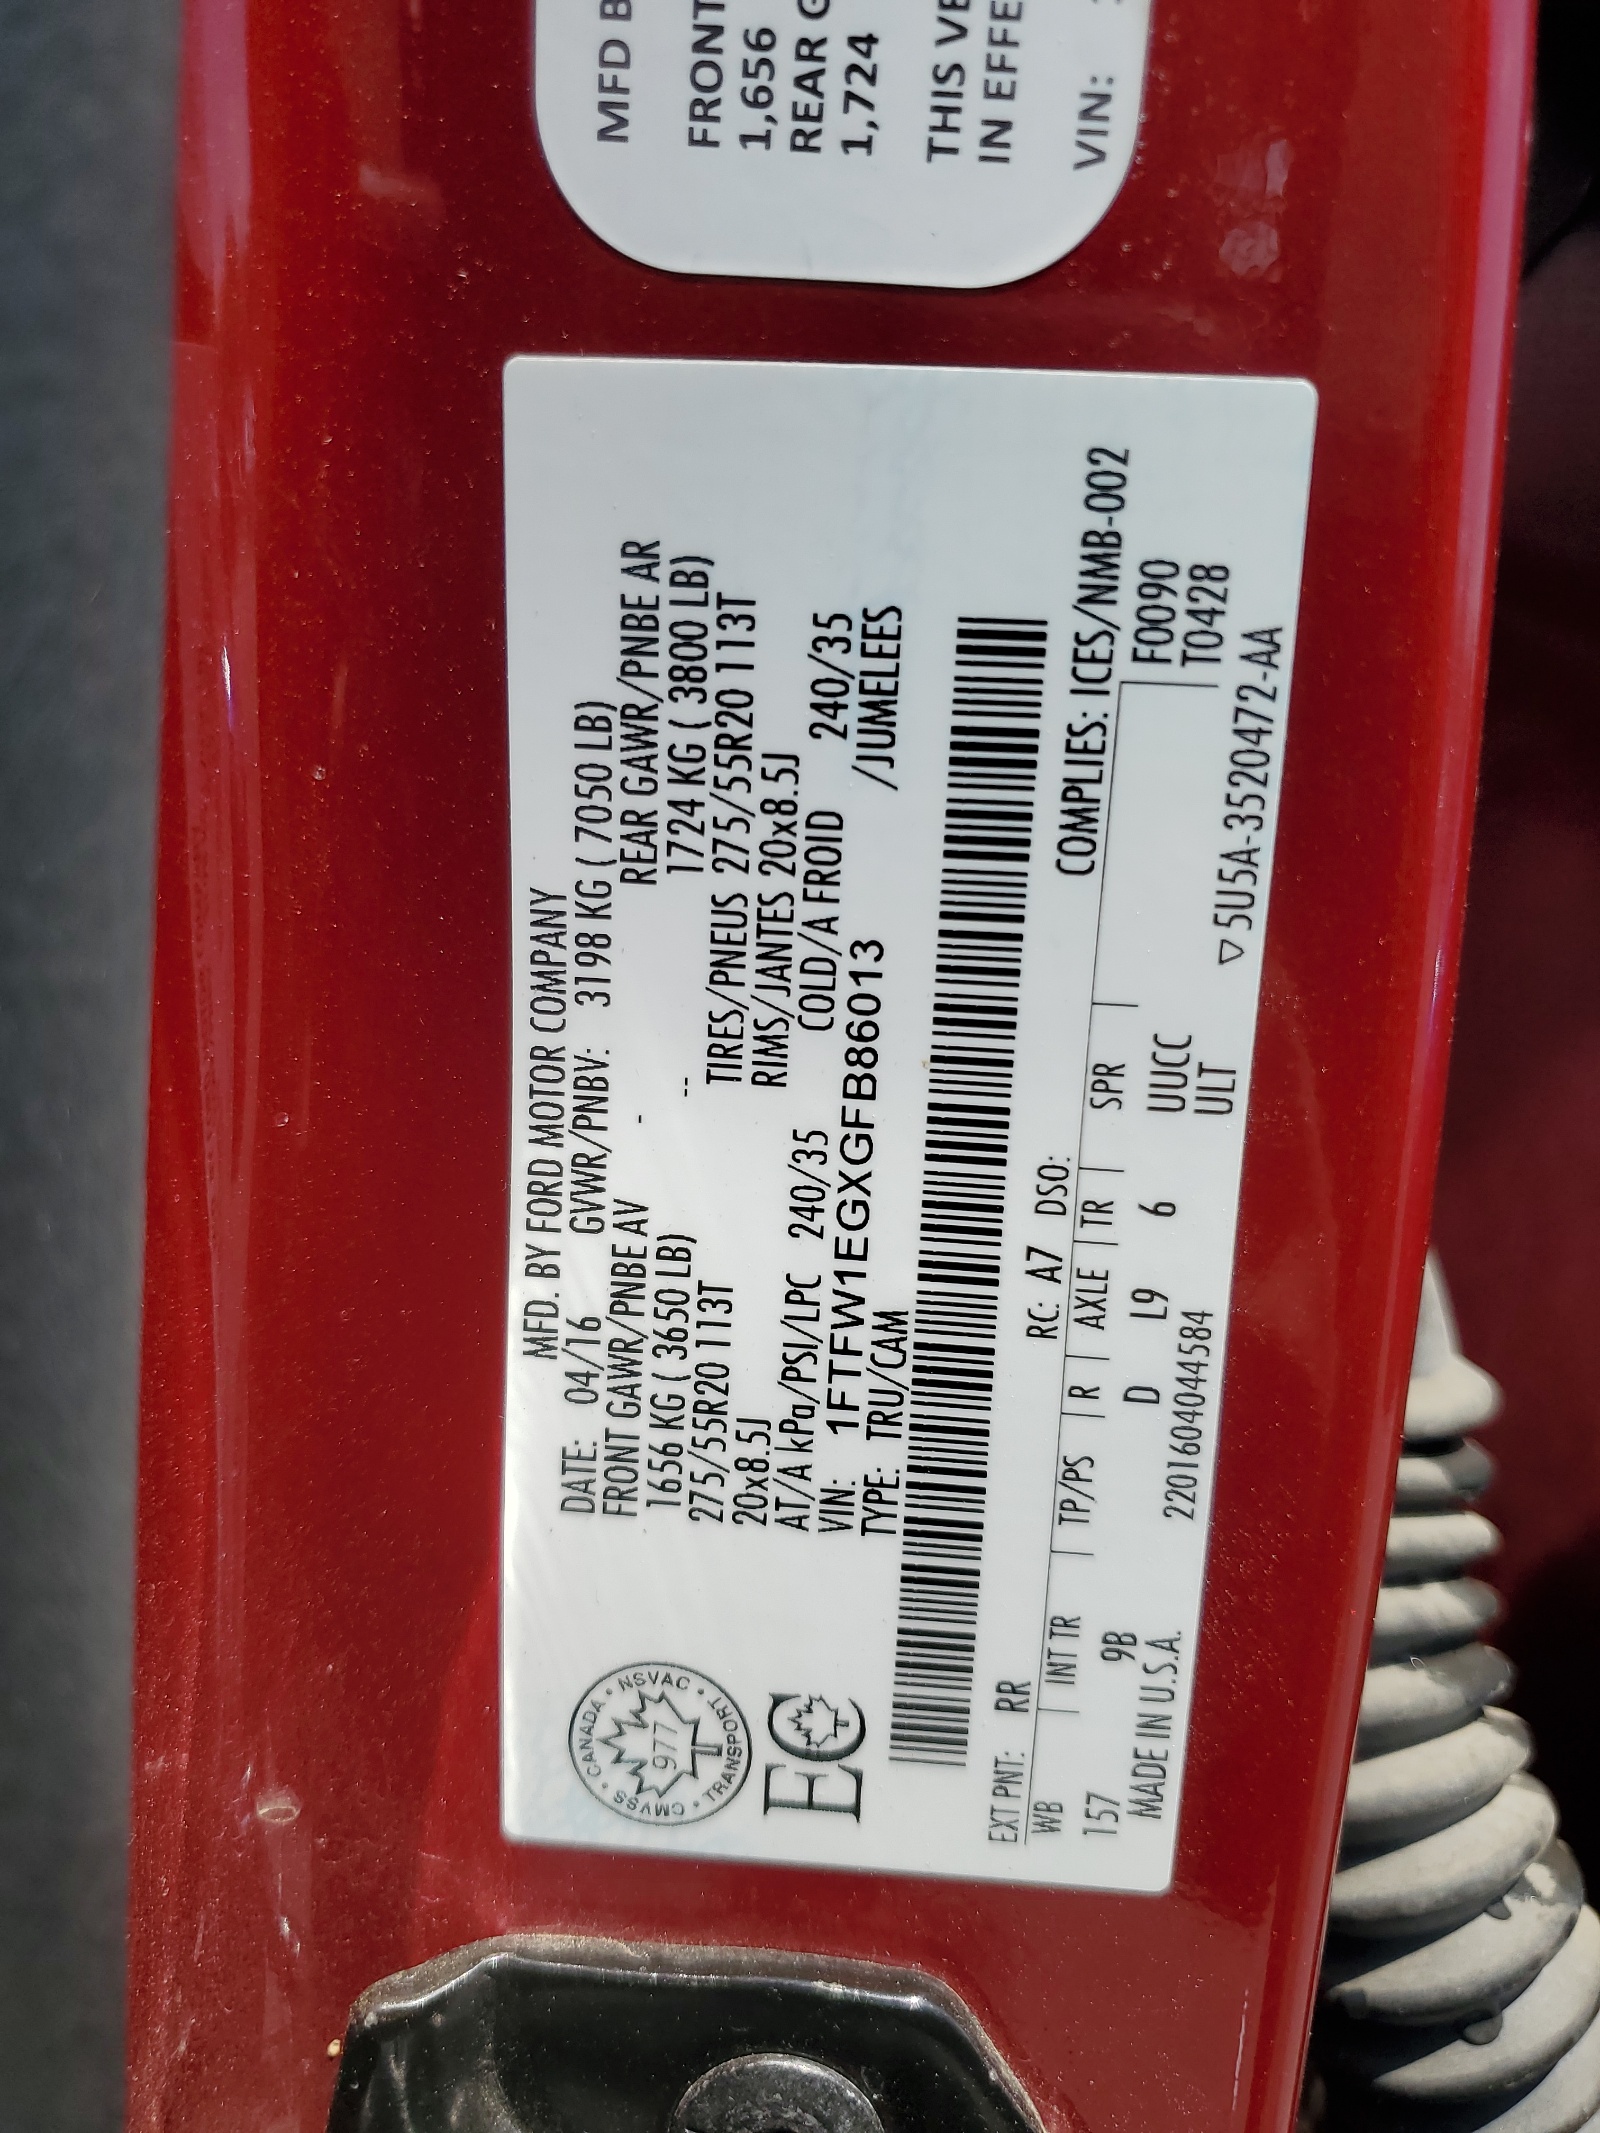 MFD. BY FORD MOTOR COMPANY
DATE: 04/16 GVWR/PNBV: 3198 KG ( 7050 LB)
FRONT GAWR/PNBE AV - REAR GAWR/PNBE AR
1656 KG ( 3650 LB) -- 1724 KG ( 3800 LB)
275/55R20 113T TIRES/PNEUS 275/55R20 113T
20x8.5J RIMS/JANTES 20x8.5J
AT/A kPa/PSI/LPC 240/35 COLD/A FROID 240/35
VIN: 1FTFW1EGXGFB86013 /JUMELEES
TYPE: TRU/CAM
CANADA • NSVAC • TRANSPORT • CMVSS •
977
EC
COMPLIES: ICES/NMB-002
EXT PNT: RR RC: A7 DSO:
WB INT TR TP/PS R AXLE TR SPR F0090
157 9B D L9 6 UUCC T0428
MADE IN U.S.A. 2201604044584 ULT ▽5U5A-3520472-AA
MFD B
FRONT
1,656
REAR G
1,724
THIS VE
IN EFFE
VIN: